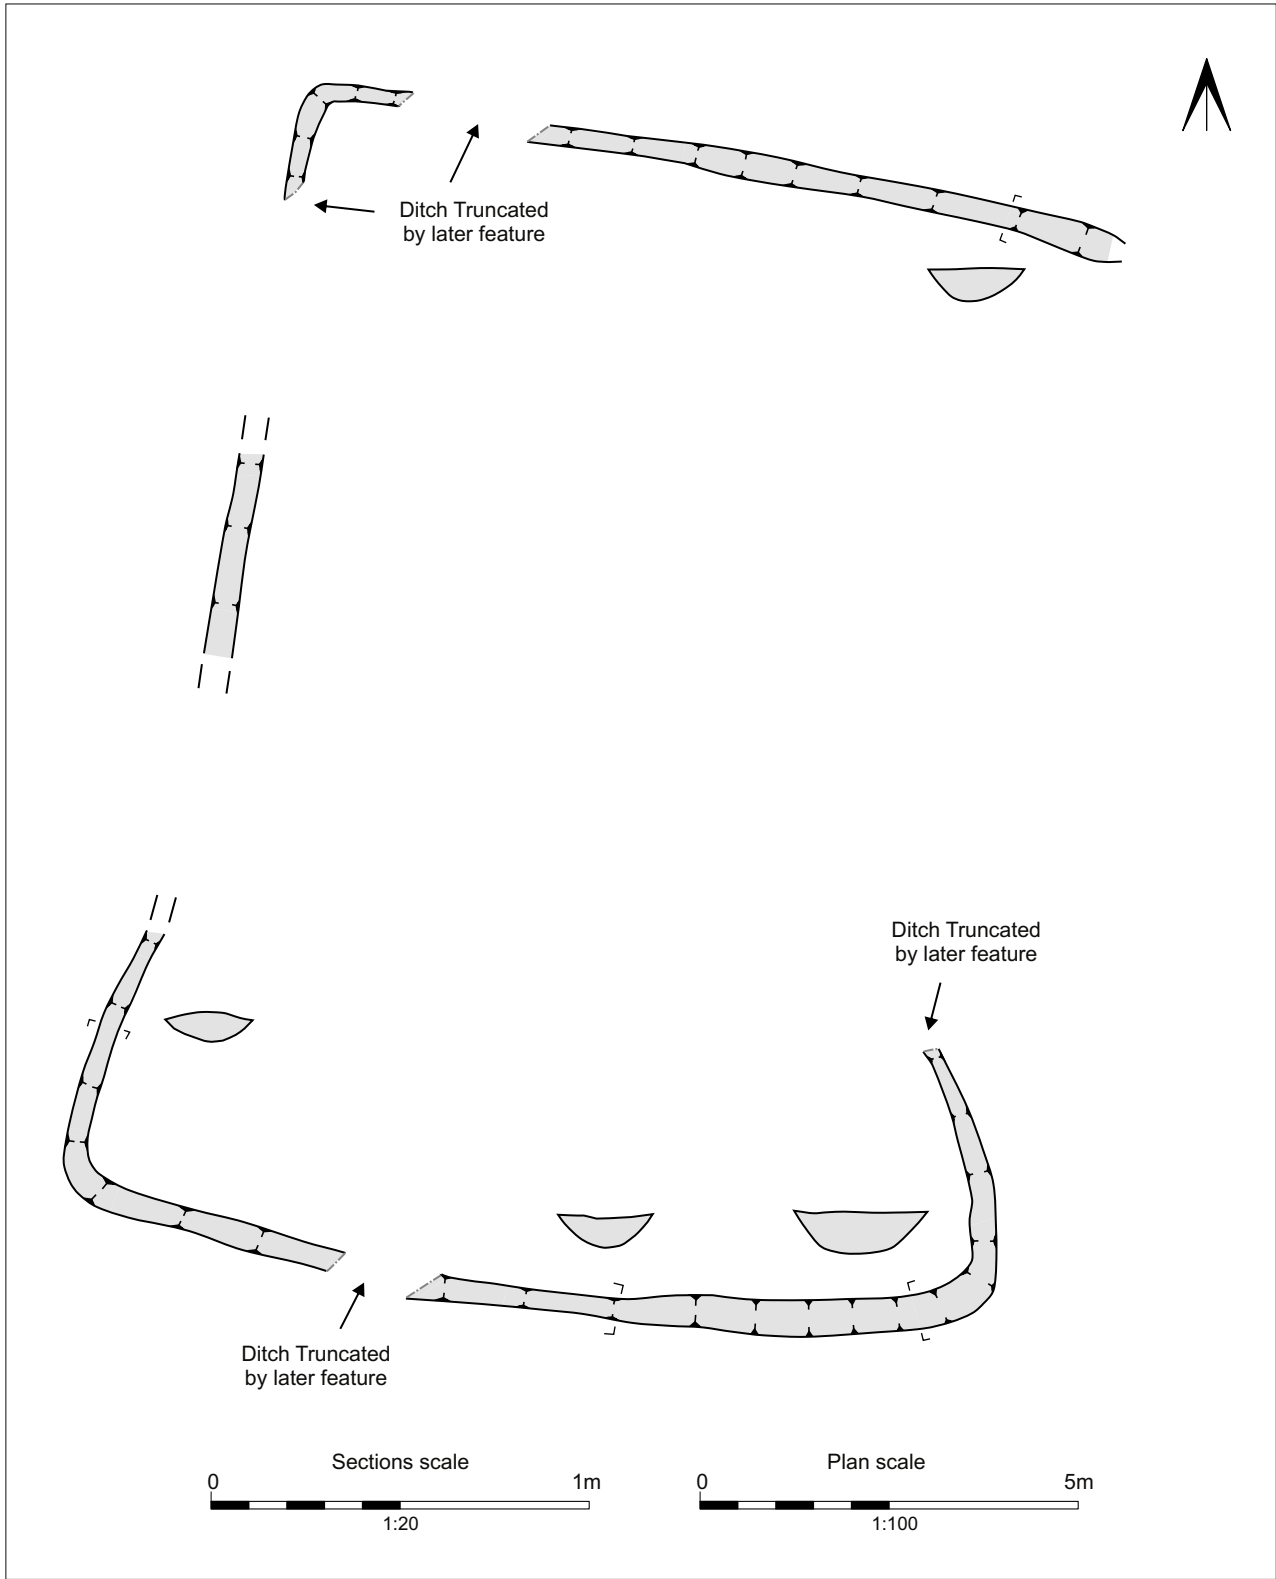 Ditch Truncated
by later feature
Ditch Truncated
by later feature
Ditch Truncated
by later feature
Sections scale
0 1m
1:20
Plan scale
0 5m
1:100